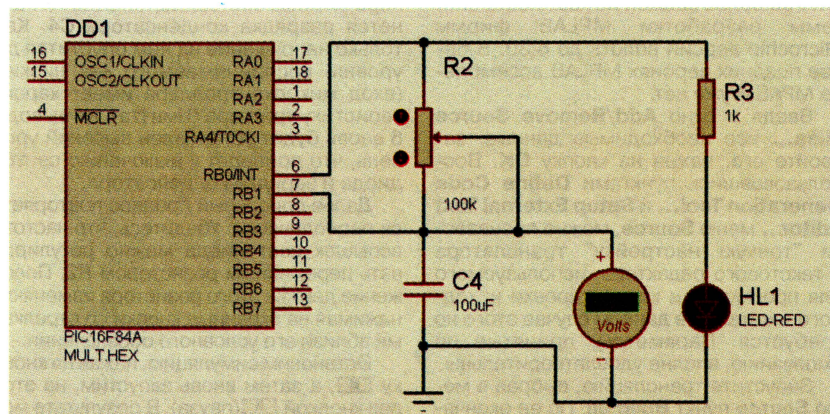 DD1
16 OSC1/CLKIN RA0 17
15 OSC2/CLKOUT RA1 18
RA2 1
4 MCLR RA3 2
RA4/T0CKI 3
RB0/INT 6
RB1 7
RB2 8
RB3 9
RB4 10
RB5 11
RB6 12
RB7 13
PIC16F84A
MULT.HEX
R2
100k
C4
100uF
+
Volts
−
R3
1k
HL1
LED-RED